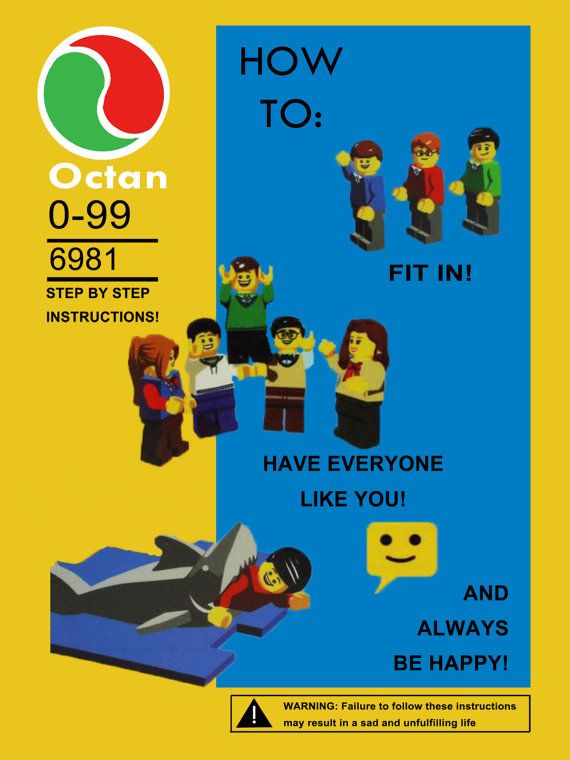 Octan
0-99
6981
STEP BY STEP
INSTRUCTIONS!
HOW
TO:
FIT IN!
HAVE EVERYONE
LIKE YOU!
AND
ALWAYS
BE HAPPY!
WARNING: Failure to follow these instructions
may result in a sad and unfulfilling life